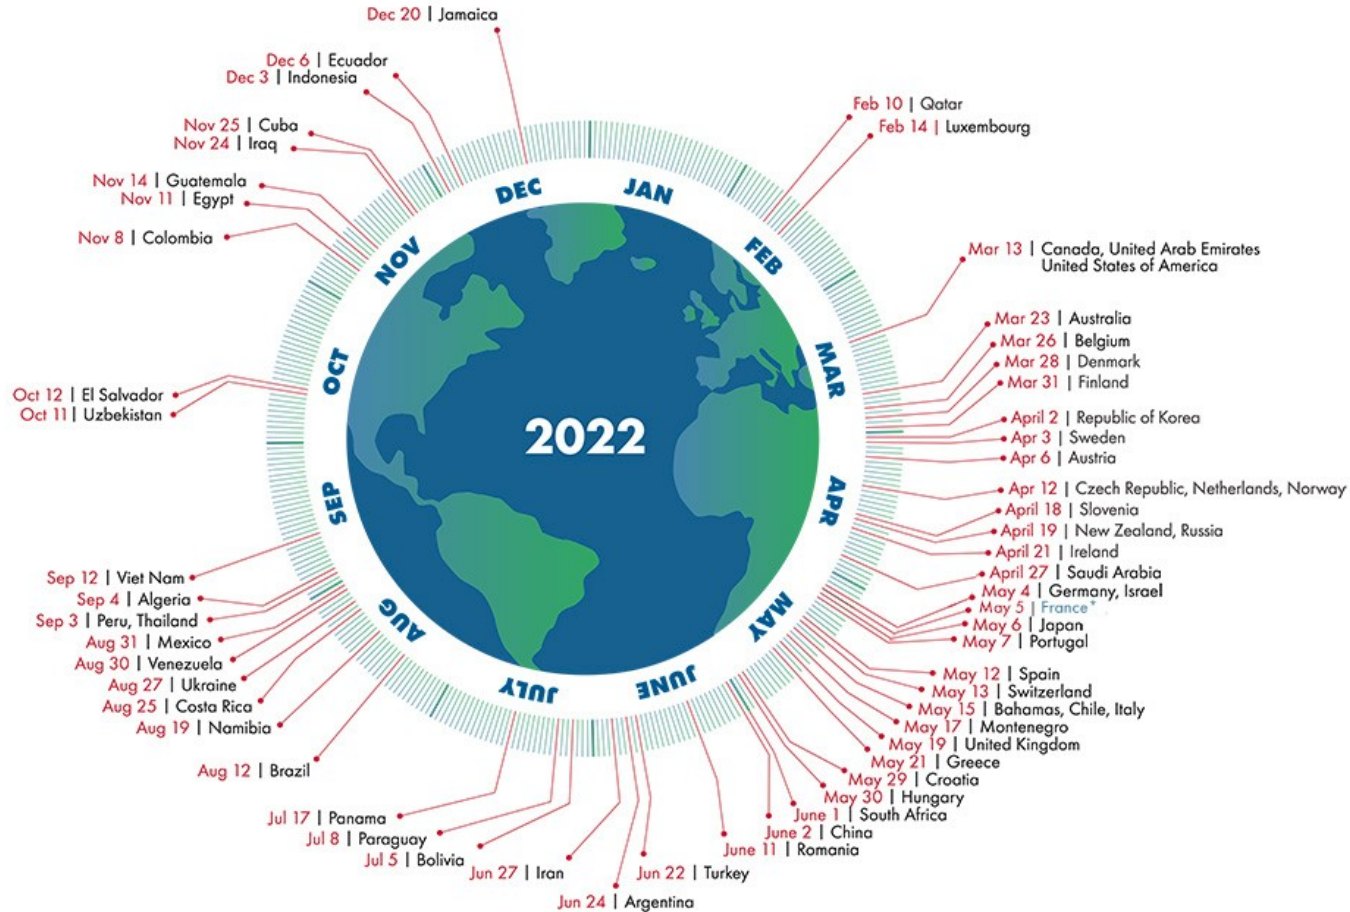 Dec 20 | Jamaica
Dec 6 | Ecuador
Dec 3 | Indonesia
Nov 25 | Cuba
Nov 24 | Iraq
Nov 14 | Guatemala
Nov 11 | Egypt
Nov 8 | Colombia
Oct 12 | El Salvador
Oct 11 | Uzbekistan
Sep 12 | Viet Nam
Sep 4 | Algeria
Sep 3 | Peru, Thailand
Aug 31 | Mexico
Aug 30 | Venezuela
Aug 27 | Ukraine
Aug 25 | Costa Rica
Aug 19 | Namibia
Aug 12 | Brazil
Jul 17 | Panama
Jul 8 | Paraguay
Jul 5 | Bolivia
Jun 27 | Iran
Jun 24 | Argentina
Jun 22 | Turkey
Feb 10 | Qatar
Feb 14 | Luxembourg
Mar 13 | Canada, United Arab Emirates
United States of America
Mar 23 | Australia
Mar 26 | Belgium
Mar 28 | Denmark
Mar 31 | Finland
April 2 | Republic of Korea
Apr 3 | Sweden
Apr 6 | Austria
Apr 12 | Czech Republic, Netherlands, Norway
April 18 | Slovenia
April 19 | New Zealand, Russia
April 21 | Ireland
April 27 | Saudi Arabia
May 4 | Germany, Israel
May 5 | France*
May 6 | Japan
May 7 | Portugal
May 12 | Spain
May 13 | Switzerland
May 15 | Bahamas, Chile, Italy
May 17 | Montenegro
May 19 | United Kingdom
May 21 | Greece
May 29 | Croatia
May 30 | Hungary
June 1 | South Africa
June 2 | China
June 11 | Romania
JAN
FEB
MAR
APR
MAY
JUNE
JULY
AUG
SEP
OCT
NOV
DEC
2022